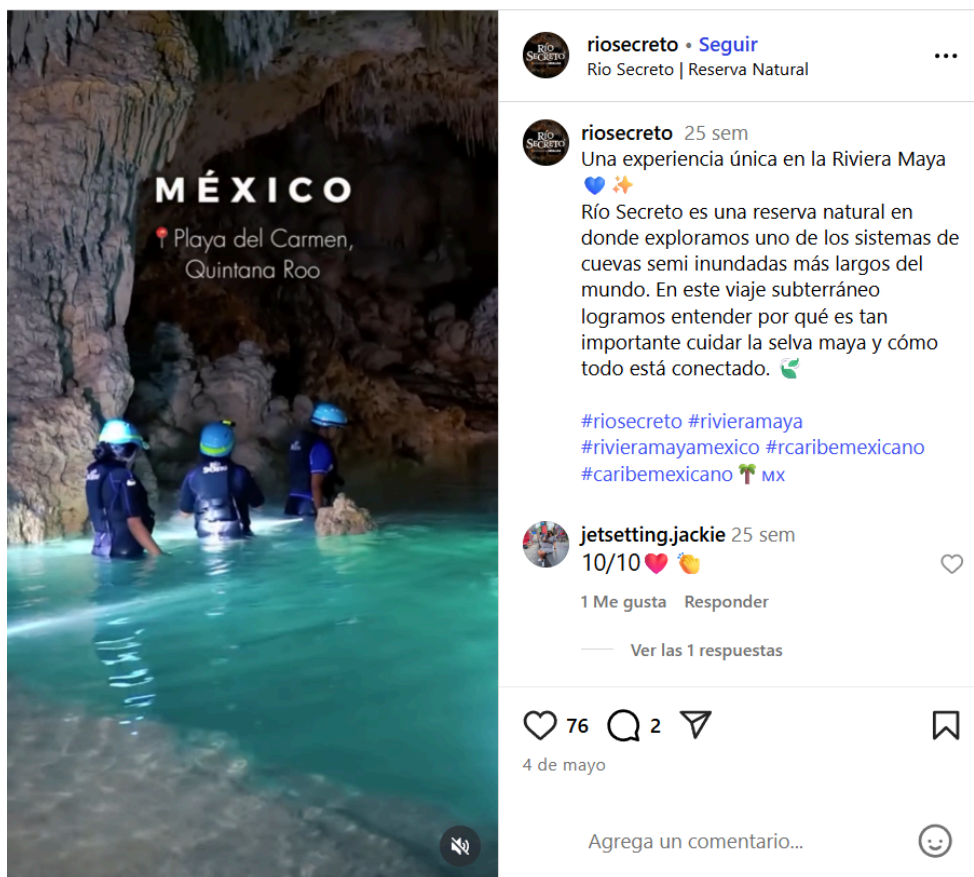 MÉXICO
📍Playa del Carmen,
Quintana Roo
RÍO
SECRETO
riosecreto • Seguir
Rio Secreto | Reserva Natural
RÍO
SECRETO
riosecreto 25 sem
Una experiencia única en la Riviera Maya
💙 ✨
Río Secreto es una reserva natural en
donde exploramos uno de los sistemas de
cuevas semi inundadas más largos del
mundo. En este viaje subterráneo
logramos entender por qué es tan
importante cuidar la selva maya y cómo
todo está conectado. 🍃
#riosecreto #rivieramaya
#rivieramayamexico #rcaribemexicano
#caribemexicano🌴 MX
jetsetting.jackie 25 sem
10/10❤️ 👏
1 Me gusta Responder
Ver las 1 respuestas
76 2
4 de mayo
Agrega un comentario...